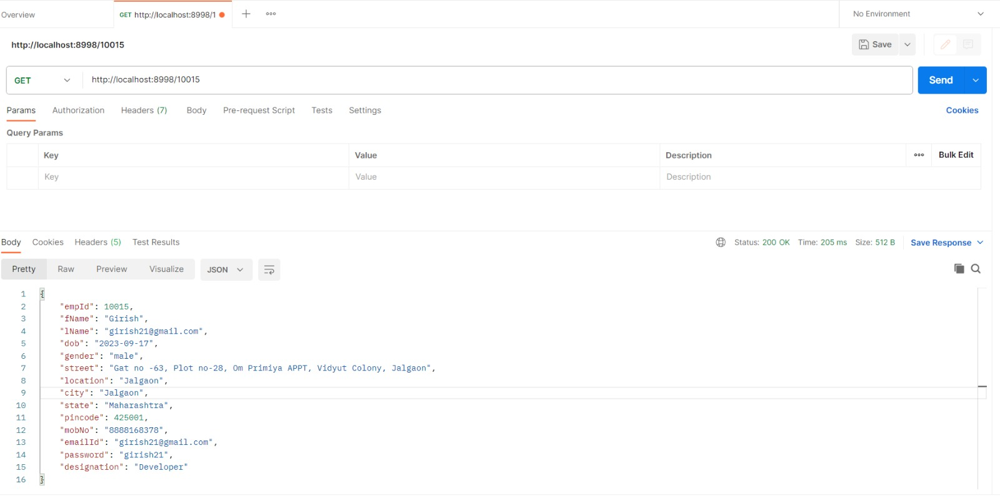 Overview GET http://localhost:8998/1 No Environment
http://localhost:8998/10015 Save
GET http://localhost:8998/10015 Send
Params Authorization Headers (7) Body Pre-request Script Tests Settings Cookies
Query Params
Key Value Description Bulk Edit
Key Value Description
Body Cookies Headers (5) Test Results Status: 200 OK Time: 205 ms Size: 512 B Save Response
Pretty Raw Preview Visualize JSON
1 {
2 "empId": 10015,
3 "fName": "Girish",
4 "lName": "girish21@gmail.com",
5 "dob": "2023-09-17",
6 "gender": "male",
7 "street": "Gat no -63, Plot no-28, Om Primiya APPT, Vidyut Colony, Jalgaon",
8 "location": "Jalgaon",
9 "city": "Jalgaon",
10 "state": "Maharashtra",
11 "pincode": 425001,
12 "mobNo": "8888168378",
13 "emailId": "girish21@gmail.com",
14 "password": "girish21",
15 "designation": "Developer"
16 }